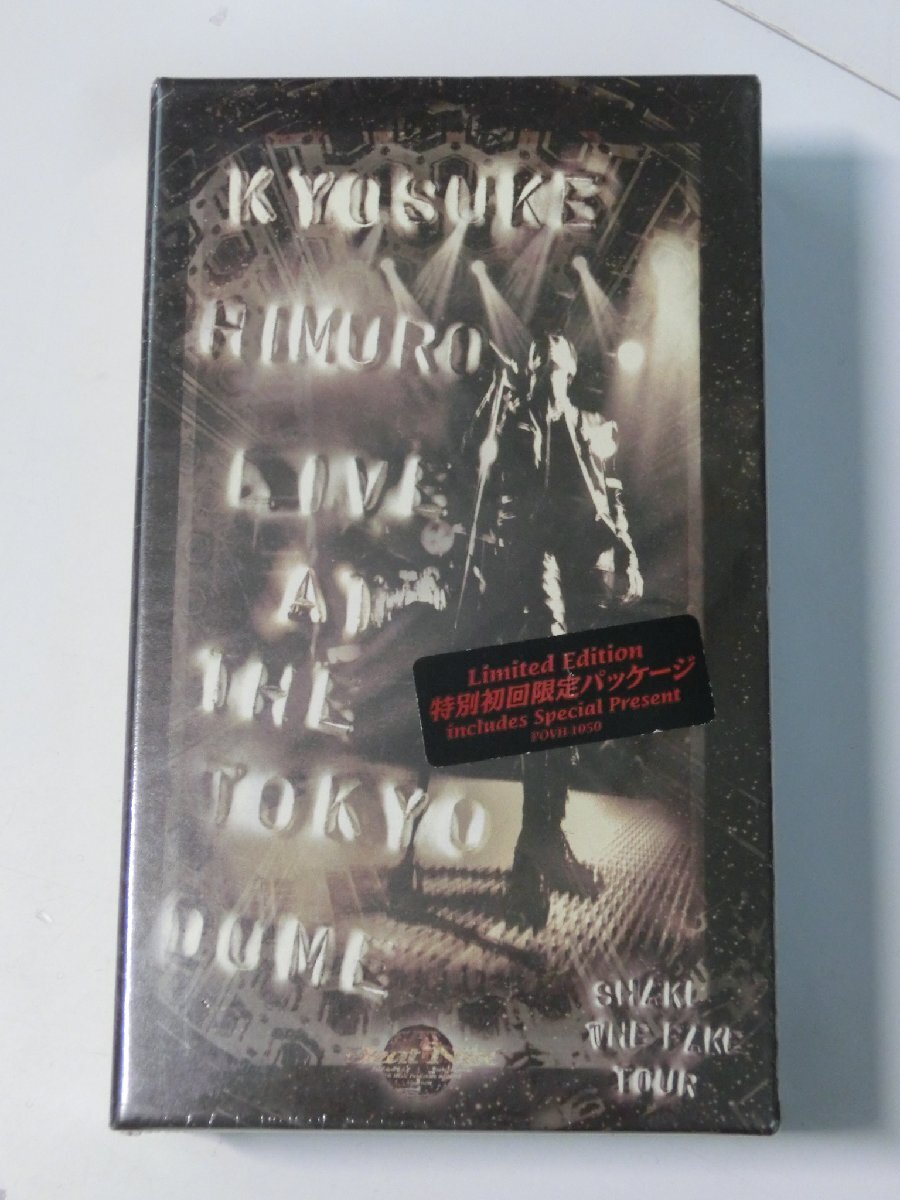 KYOSUKE
HIMURO
LIVE
AT
THE
TOKYO
DOME
Limited Edition
特別初回限定パッケージ
includes Special Present
POVH 1050
SHAKE
THE FAKE
TOUR